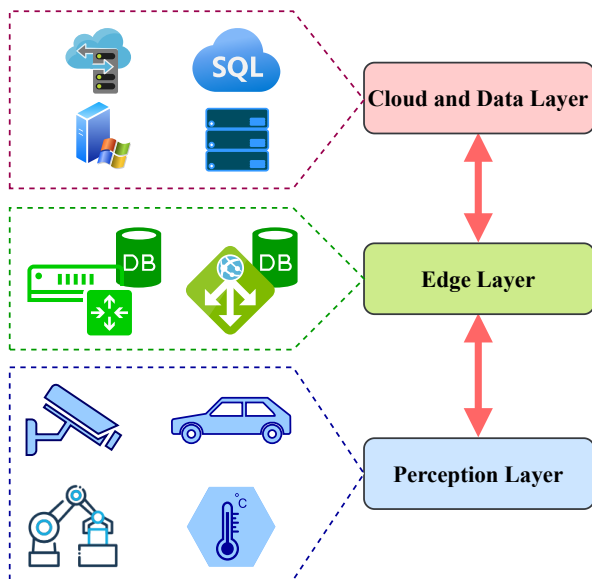 SQL
Cloud and Data Layer
DB
DB
Edge Layer
Perception Layer
°C